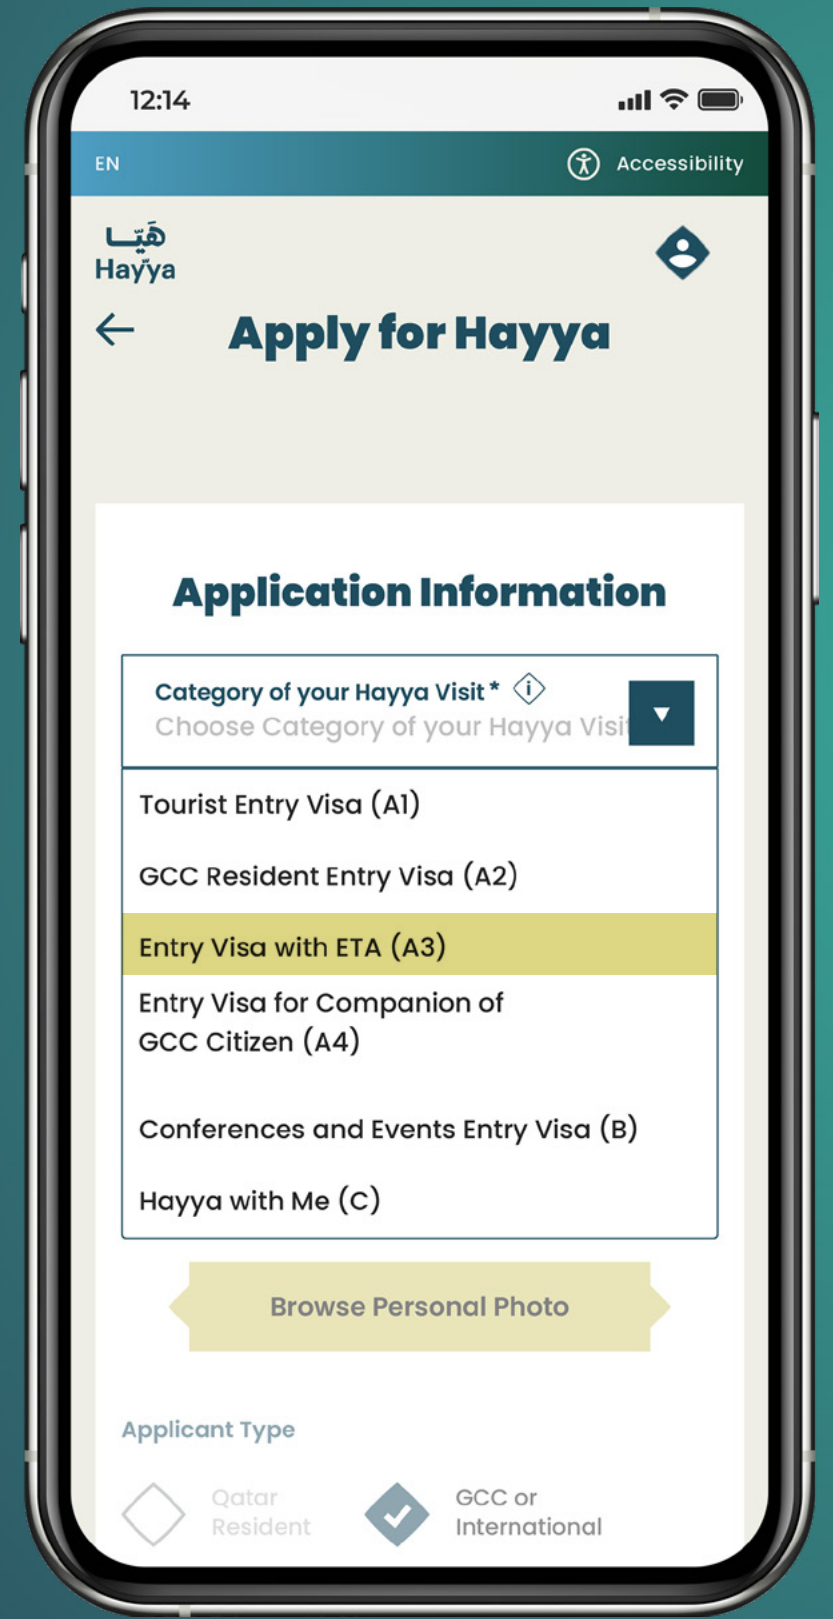 12:14
EN
Accessibility
هَيّا
Hayya
Apply for Hayya
Application Information
Category of your Hayya Visit * i
Choose Category of your Hayya Visi
Tourist Entry Visa (A1)
GCC Resident Entry Visa (A2)
Entry Visa with ETA (A3)
Entry Visa for Companion of
GCC Citizen (A4)
Conferences and Events Entry Visa (B)
Hayya with Me (C)
Browse Personal Photo
Applicant Type
Qatar
Resident
GCC or
International